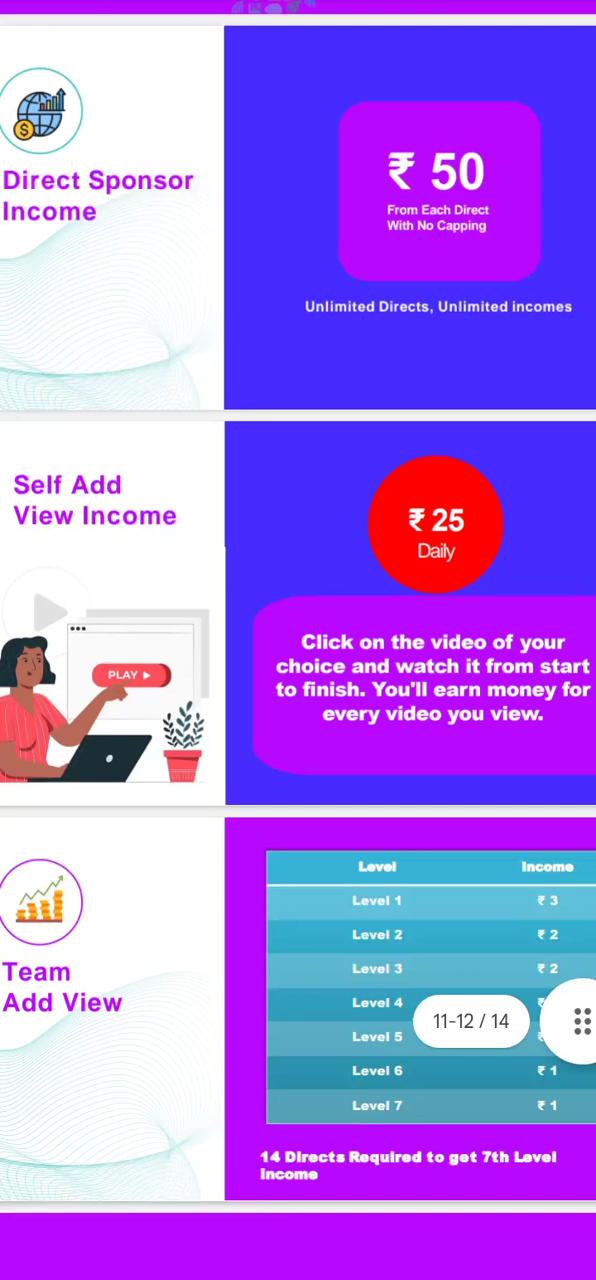 Direct Sponsor
Income
₹ 50
From Each Direct
With No Capping
Unlimited Directs, Unlimited incomes
Self Add
View Income
PLAY
₹ 25
Daily
Click on the video of your
choice and watch it from start
to finish. You'll earn money for
every video you view.
Team
Add View
Level Income
Level 1 ₹ 3
Level 2 ₹ 2
Level 3 ₹ 2
Level 4
11-12 / 14
Level 5
Level 6 ₹ 1
Level 7 ₹ 1
14 Directs Required to get 7th Level
Income